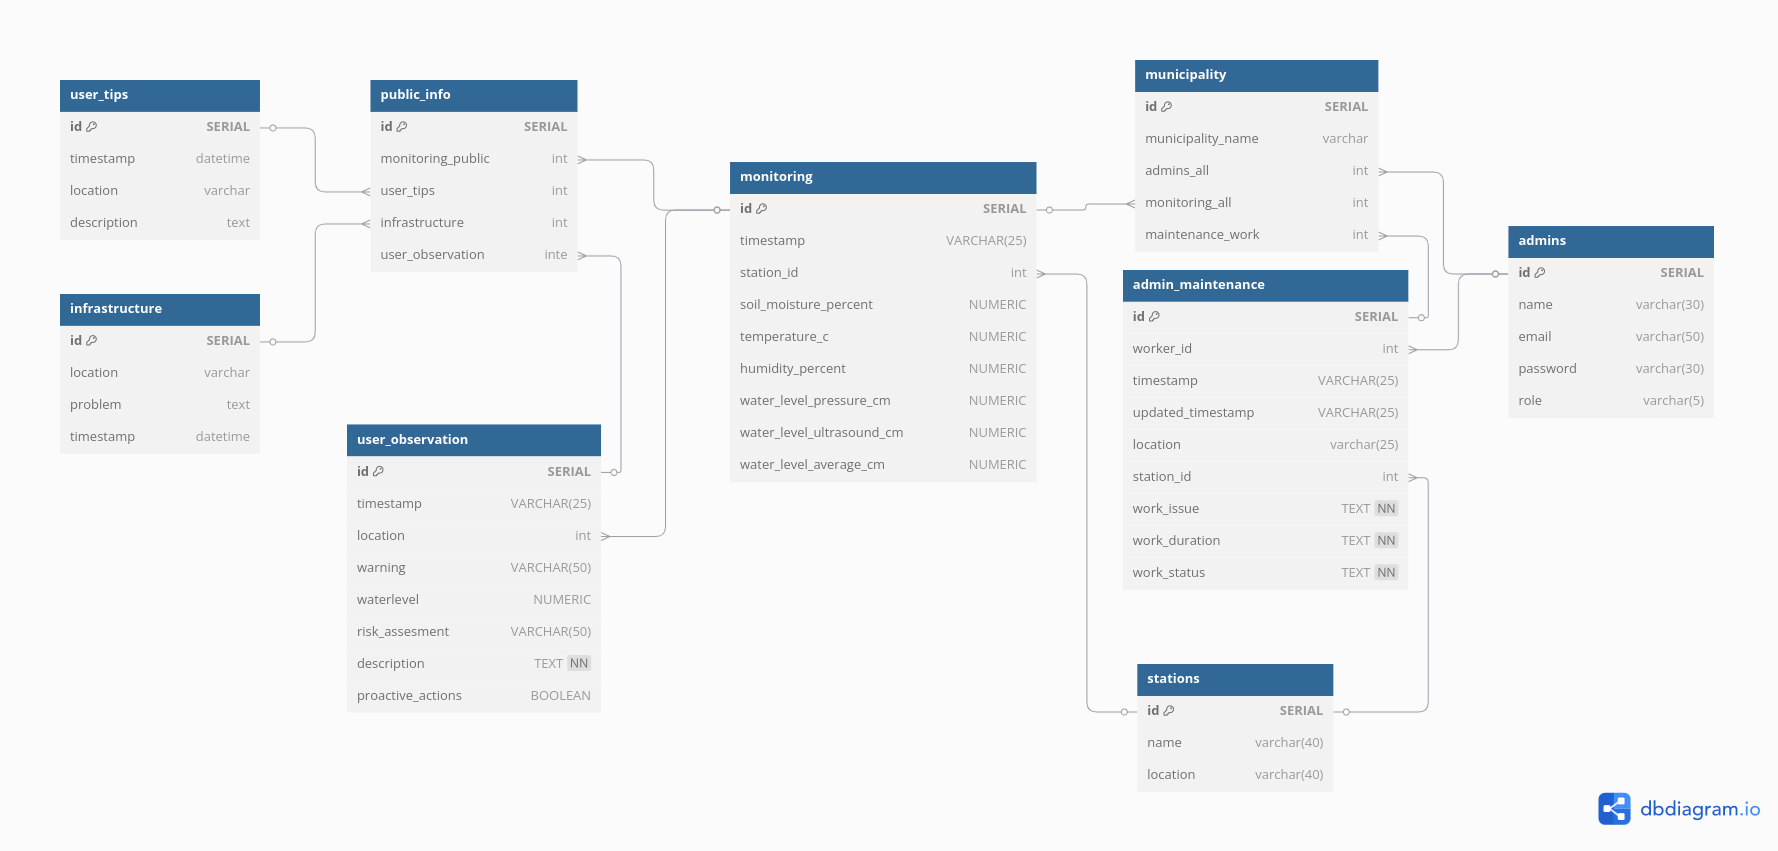 user_tips
id SERIAL
timestamp datetime
location varchar
description text
infrastructure
id SERIAL
location varchar
problem text
timestamp datetime
public_info
id SERIAL
monitoring_public int
user_tips int
infrastructure int
user_observation inte
user_observation
id SERIAL
timestamp VARCHAR(25)
location int
warning VARCHAR(50)
waterlevel NUMERIC
risk_assesment VARCHAR(50)
description TEXT NN
proactive_actions BOOLEAN
monitoring
id SERIAL
timestamp VARCHAR(25)
station_id int
soil_moisture_percent NUMERIC
temperature_c NUMERIC
humidity_percent NUMERIC
water_level_pressure_cm NUMERIC
water_level_ultrasound_cm NUMERIC
water_level_average_cm NUMERIC
municipality
id SERIAL
municipality_name varchar
admins_all int
monitoring_all int
maintenance_work int
admin_maintenance
id SERIAL
worker_id int
timestamp VARCHAR(25)
updated_timestamp VARCHAR(25)
location varchar(25)
station_id int
work_issue TEXT NN
work_duration TEXT NN
work_status TEXT NN
stations
id SERIAL
name varchar(40)
location varchar(40)
admins
id SERIAL
name varchar(30)
email varchar(50)
password varchar(30)
role varchar(5)
dbdiagram.io